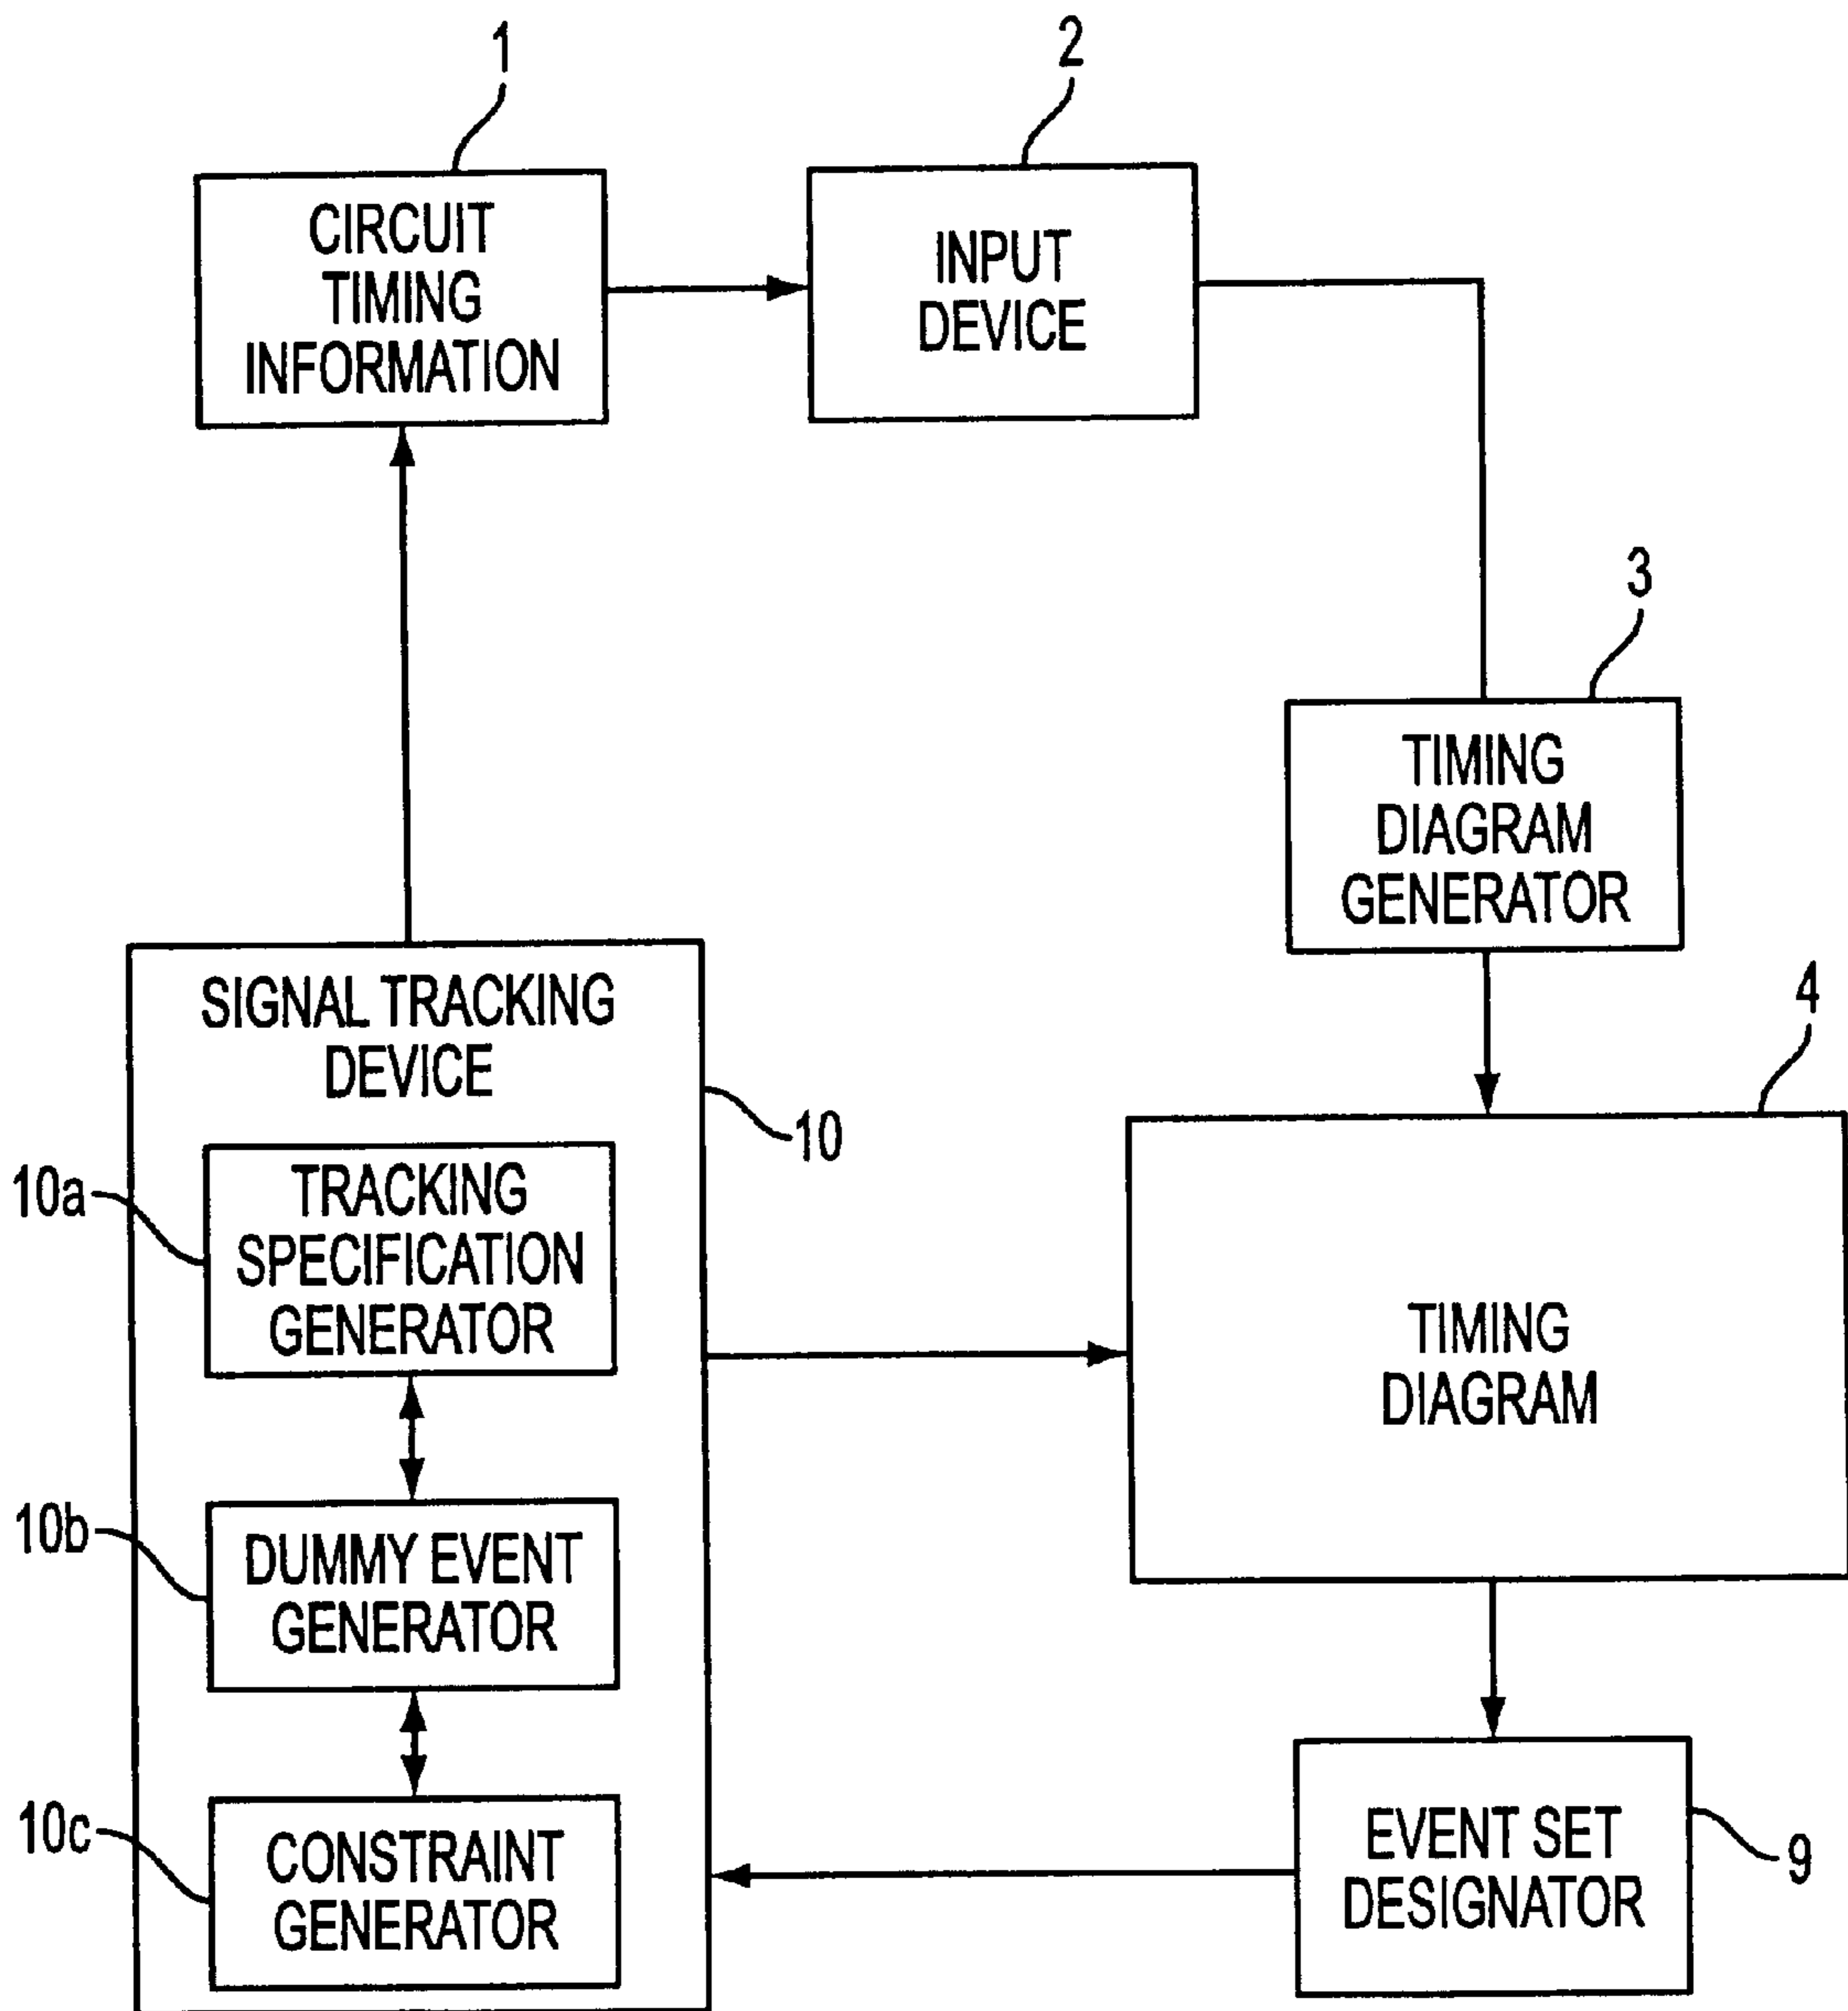 1
2
CIRCUIT
TIMING
INFORMATION
INPUT
DEVICE
3
TIMING
DIAGRAM
GENERATOR
4
SIGNAL TRACKING
DEVICE
10
10a
TRACKING
SPECIFICATION
GENERATOR
TIMING
DIAGRAM
10b
DUMMY EVENT
GENERATOR
10c
CONSTRAINT
GENERATOR
EVENT SET
DESIGNATOR
9